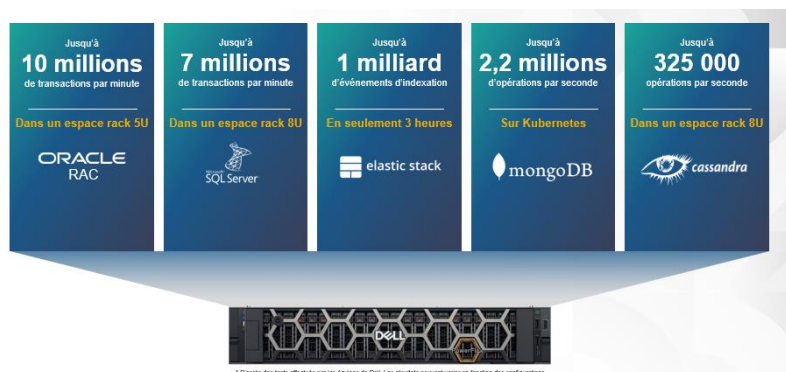 Jusqu'à
10 millions
de transactions par minute
Dans un espace rack 5U
ORACLE
RAC
Jusqu'à
7 millions
de transactions par minute
Dans un espace rack 8U
Microsoft
SQL Server
Jusqu'à
1 milliard
d'événements d'indexation
En seulement 3 heures
elastic stack
Jusqu'à
2,2 millions
d'opérations par seconde
Sur Kubernetes
mongoDB
Jusqu'à
325 000
opérations par seconde
Dans un espace rack 8U
cassandra
DELL